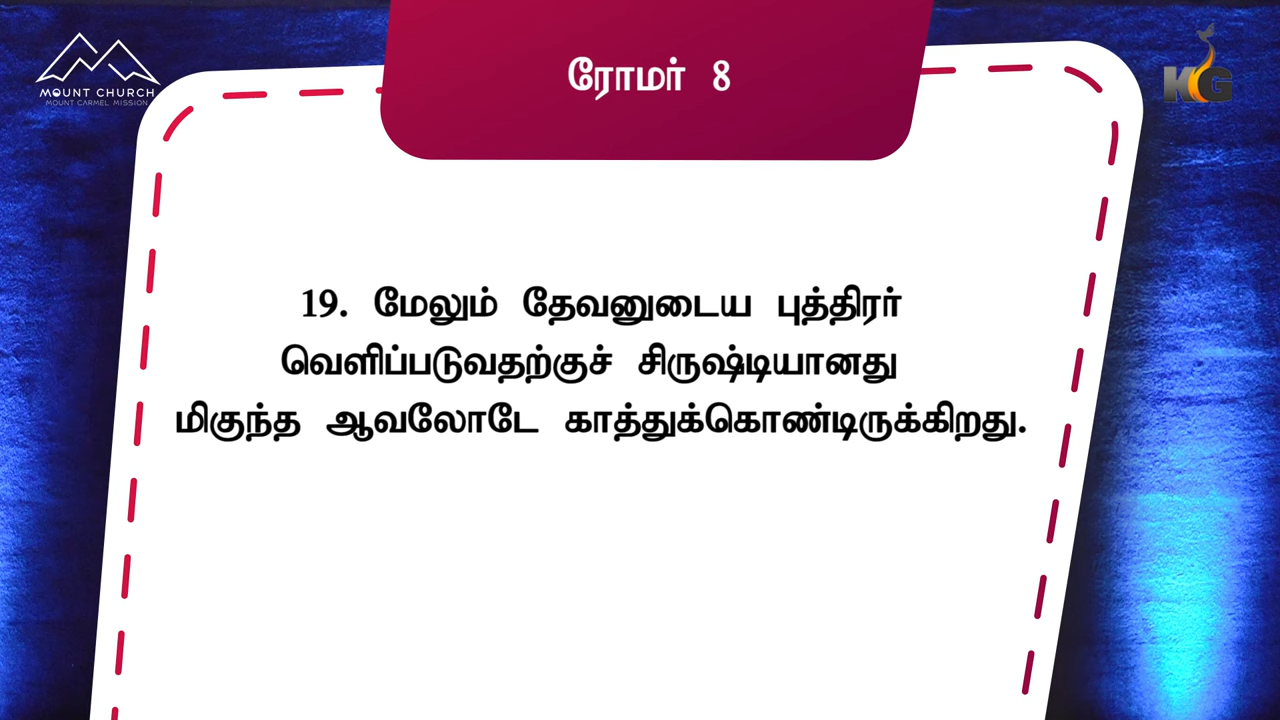 ரோமர் 8
MOUNT CHURCH
MOUNT CARMEL MISSION
KG
19. மேலும் தேவனுடைய புத்திரர்
வெளிப்படுவதற்குச் சிருஷ்டியானது
மிகுந்த ஆவலோடே காத்துக்கொண்டிருக்கிறது.